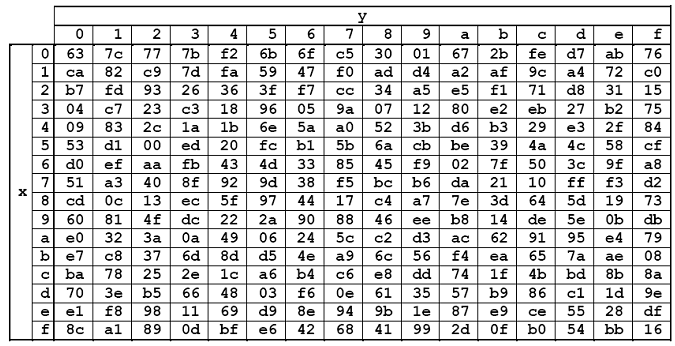 y
0 1 2 3 4 5 6 7 8 9 a b c d e f
0 63 7c 77 7b f2 6b 6f c5 30 01 67 2b fe d7 ab 76
1 ca 82 c9 7d fa 59 47 f0 ad d4 a2 af 9c a4 72 c0
2 b7 fd 93 26 36 3f f7 cc 34 a5 e5 f1 71 d8 31 15
3 04 c7 23 c3 18 96 05 9a 07 12 80 e2 eb 27 b2 75
4 09 83 2c 1a 1b 6e 5a a0 52 3b d6 b3 29 e3 2f 84
5 53 d1 00 ed 20 fc b1 5b 6a cb be 39 4a 4c 58 cf
6 d0 ef aa fb 43 4d 33 85 45 f9 02 7f 50 3c 9f a8
x 7 51 a3 40 8f 92 9d 38 f5 bc b6 da 21 10 ff f3 d2
8 cd 0c 13 ec 5f 97 44 17 c4 a7 7e 3d 64 5d 19 73
9 60 81 4f dc 22 2a 90 88 46 ee b8 14 de 5e 0b db
a e0 32 3a 0a 49 06 24 5c c2 d3 ac 62 91 95 e4 79
b e7 c8 37 6d 8d d5 4e a9 6c 56 f4 ea 65 7a ae 08
c ba 78 25 2e 1c a6 b4 c6 e8 dd 74 1f 4b bd 8b 8a
d 70 3e b5 66 48 03 f6 0e 61 35 57 b9 86 c1 1d 9e
e e1 f8 98 11 69 d9 8e 94 9b 1e 87 e9 ce 55 28 df
f 8c a1 89 0d bf e6 42 68 41 99 2d 0f b0 54 bb 16